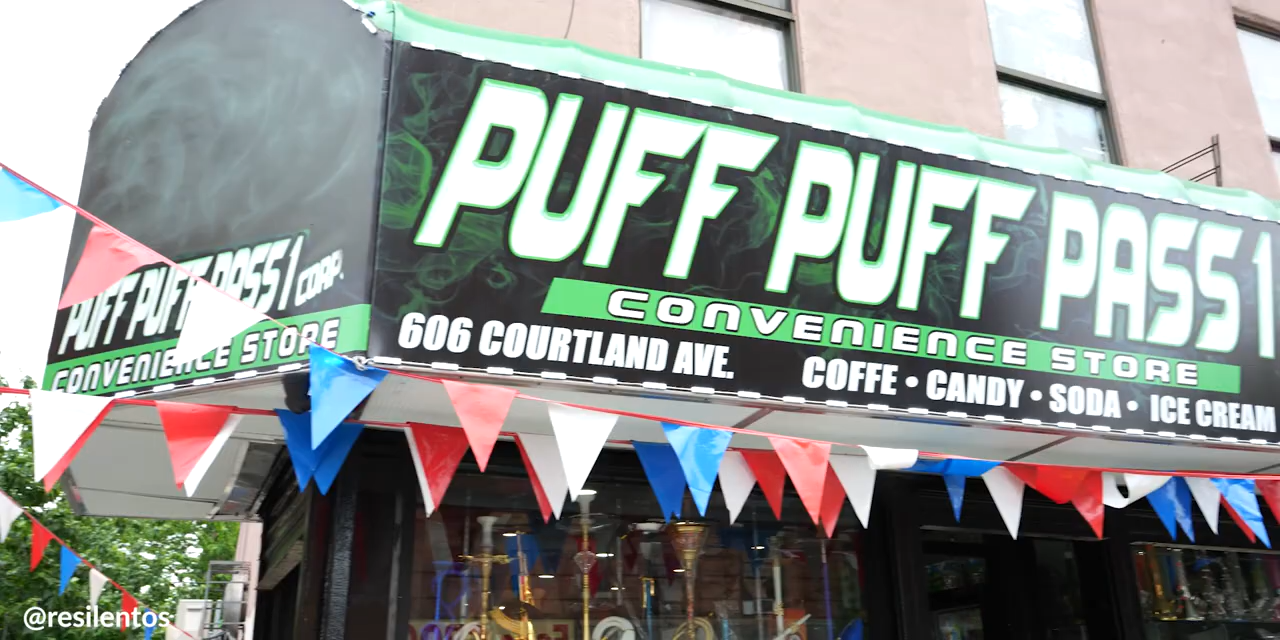 PUFF PUFF PASS 1
CONVENIENCE STORE
606 COURTLAND AVE.
COFFE • CANDY • SODA • ICE CREAM
PUFF PUFF PASS 1 CORP.
CONVENIENCE STORE
@resilentos